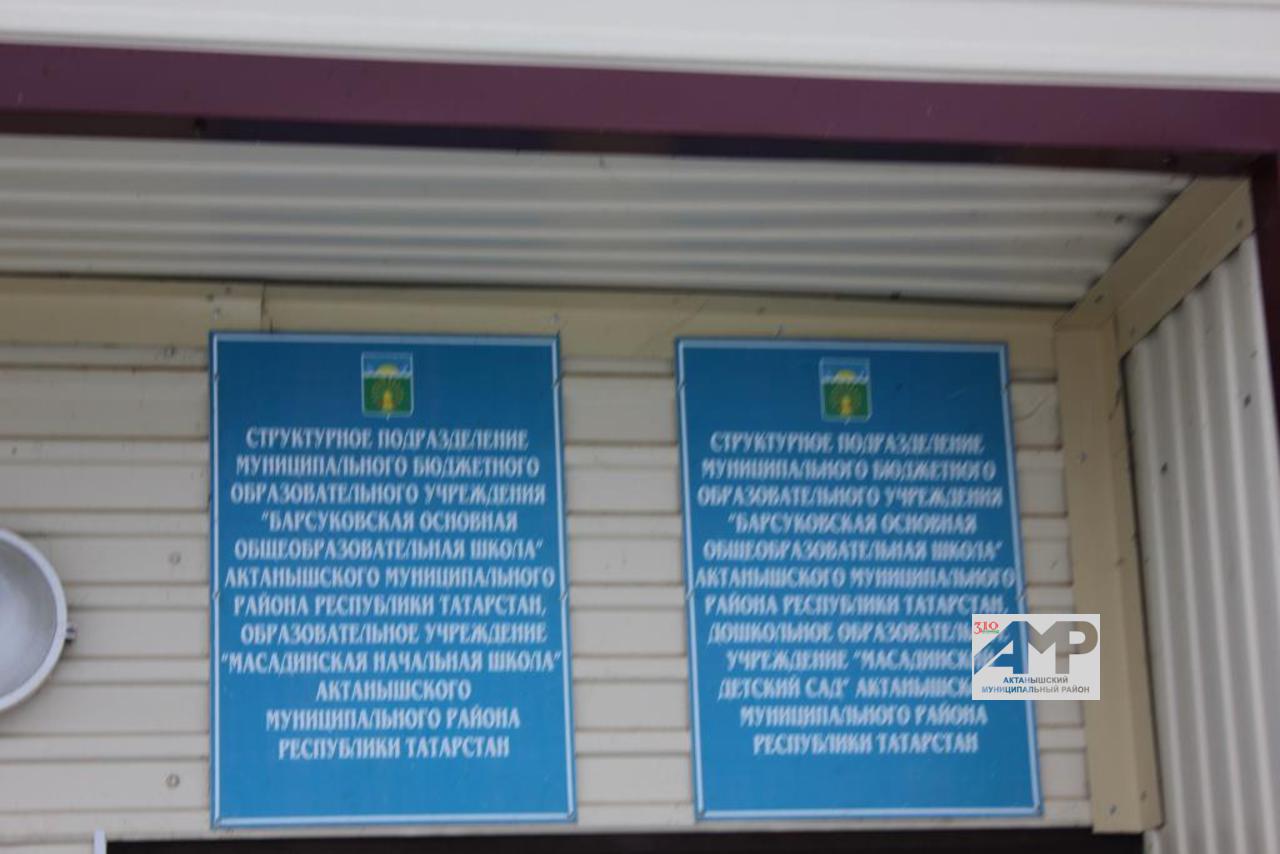 СТРУКТУРНОЕ ПОДРАЗДЕЛЕНИЕ
МУНИЦИПАЛЬНОГО БЮДЖЕТНОГО
ОБРАЗОВАТЕЛЬНОГО УЧРЕЖДЕНИЯ
"БАРСУКОВСКАЯ ОСНОВНАЯ
ОБЩЕОБРАЗОВАТЕЛЬНАЯ ШКОЛА"
АКТАНЫШСКОГО МУНИЦИПАЛЬНОГО
РАЙОНА РЕСПУБЛИКИ ТАТАРСТАН,
ОБРАЗОВАТЕЛЬНОЕ УЧРЕЖДЕНИЕ
"МАСАДИНСКАЯ НАЧАЛЬНАЯ ШКОЛА"
АКТАНЫШСКОГО
МУНИЦИПАЛЬНОГО РАЙОНА
РЕСПУБЛИКИ ТАТАРСТАН
СТРУКТУРНОЕ ПОДРАЗДЕЛЕНИЕ
МУНИЦИПАЛЬНОГО БЮДЖЕТНОГО
ОБРАЗОВАТЕЛЬНОГО УЧРЕЖДЕНИЯ
"БАРСУКОВСКАЯ ОСНОВНАЯ
ОБЩЕОБРАЗОВАТЕЛЬНАЯ ШКОЛА"
АКТАНЫШСКОГО МУНИЦИПАЛЬНОГО
РАЙОНА РЕСПУБЛИКИ ТАТАРСТАН,
ДОШКОЛЬНОЕ
УЧРЕЖДЕНИЕ
ДЕТСКИЙ САД"
МУНИЦИПАЛЬНОГО РАЙОНА
РЕСПУБЛИКИ ТАТАРСТАН
310
АМР
АКТАНЫШСКИЙ
МУНИЦИПАЛЬНЫЙ РАЙОН